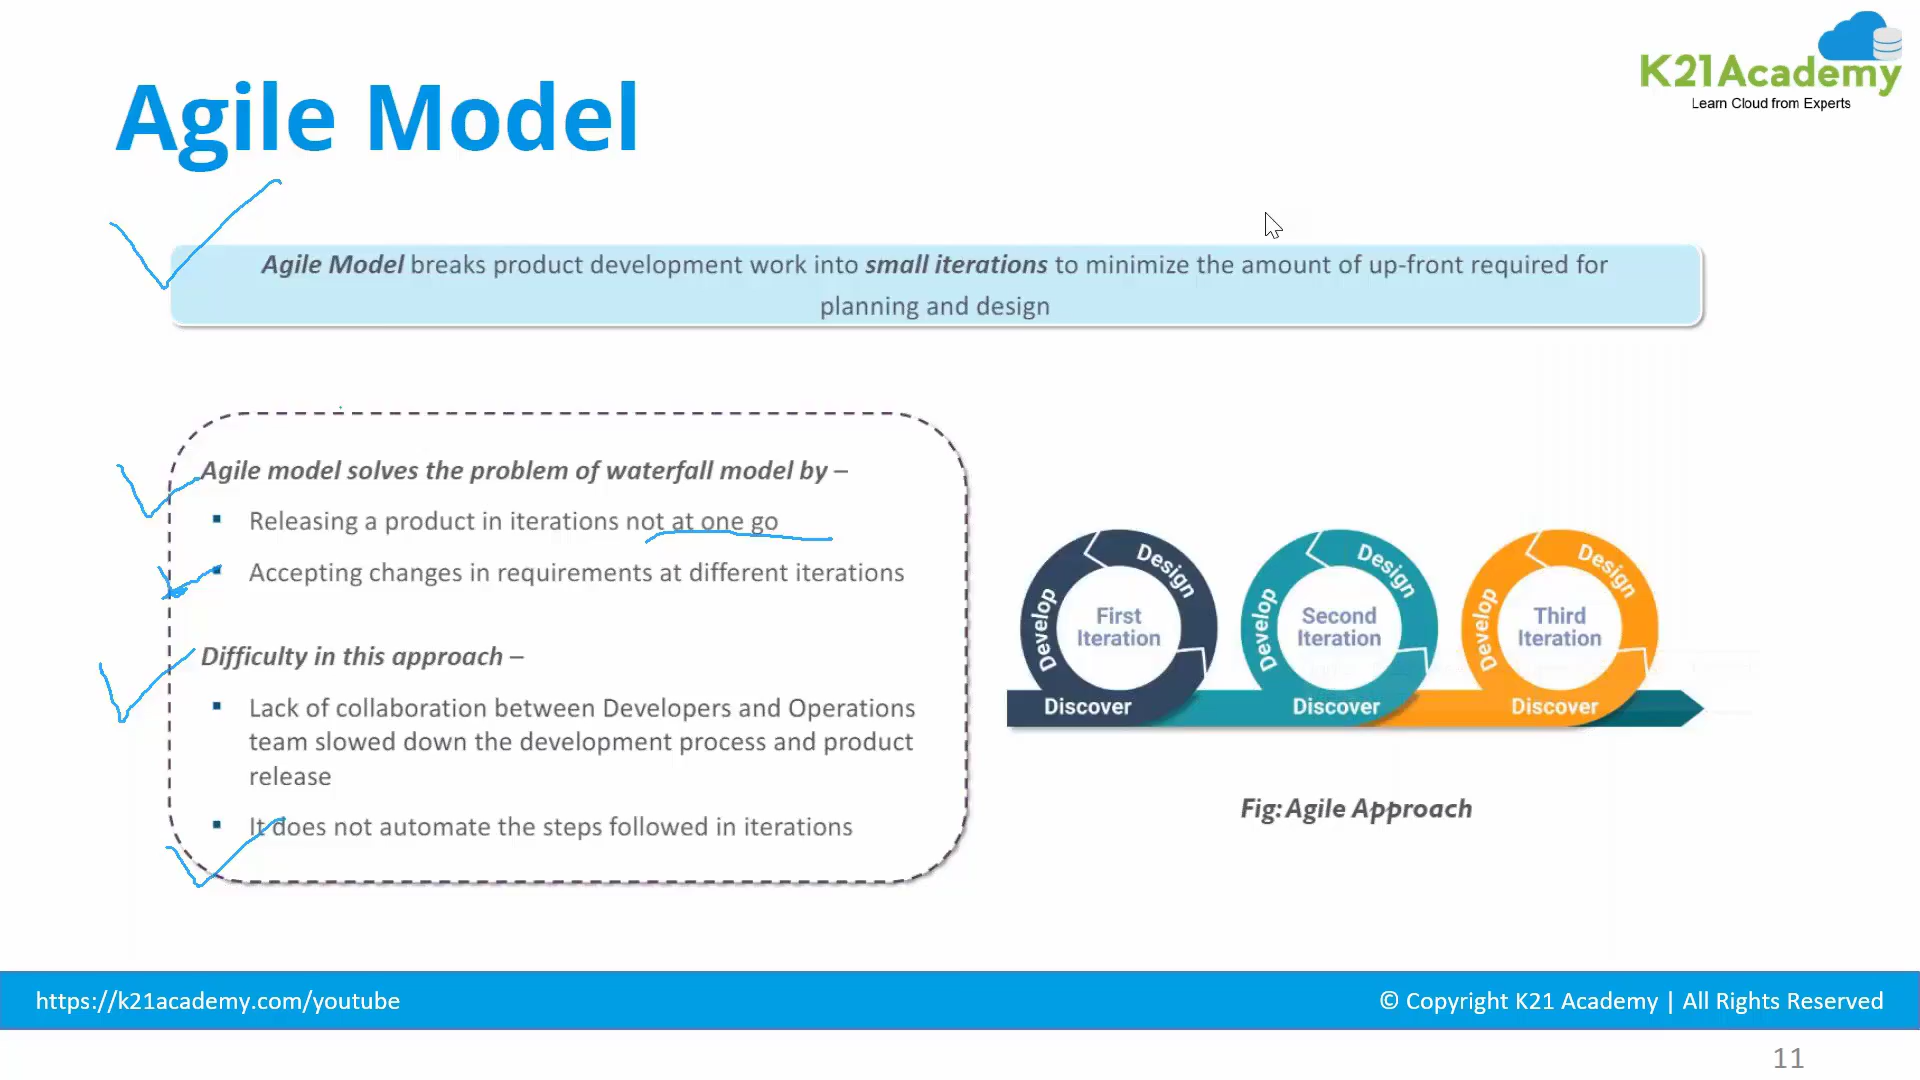 K21Academy
Learn Cloud from Experts
Agile Model
Agile Model breaks product development work into small iterations to minimize the amount of up-front required for
planning and design
Agile model solves the problem of waterfall model by –
Releasing a product in iterations not at one go
Accepting changes in requirements at different iterations
Difficulty in this approach –
Lack of collaboration between Developers and Operations
team slowed down the development process and product
release
It does not automate the steps followed in iterations
Develop
Design
First
Iteration
Discover
Develop
Design
Second
Iteration
Discover
Develop
Design
Third
Iteration
Discover
Fig: Agile Approach
https://k21academy.com/youtube
© Copyright K21 Academy | All Rights Reserved
11